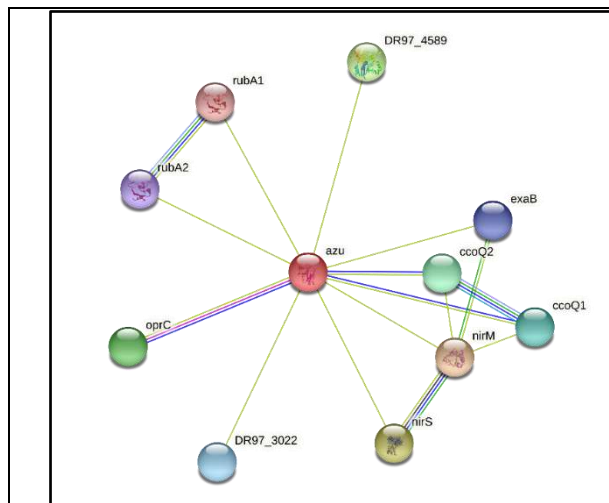 DR97_4589
rubA1
rubA2
exaB
azu
ccoQ2
ccoQ1
oprC
nirM
nirS
DR97_3022